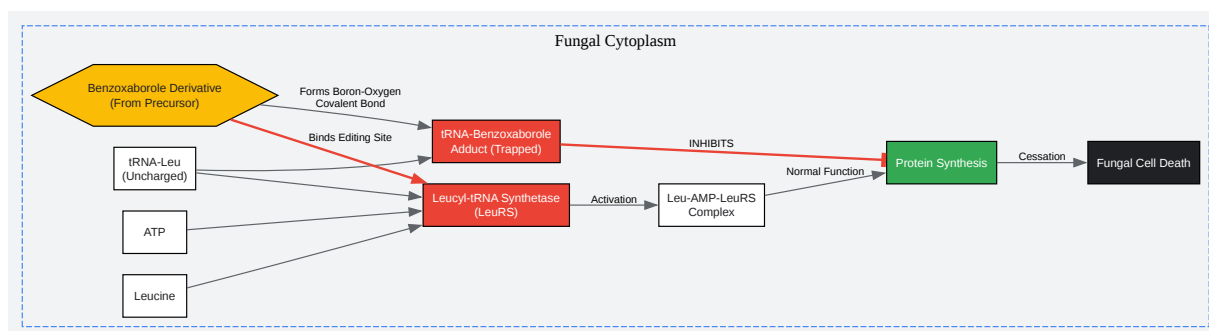 Fungal Cytoplasm
Benzoxaborole Derivative
(From Precursor)
Forms Boron-Oxygen
Covalent Bond
Binds Editing Site
tRNA-Leu
(Uncharged)
ATP
Leucine
tRNA-Benzoxaborole
Adduct (Trapped)
Leucyl-tRNA Synthetase
(LeuRS)
INHIBITS
Activation
Leu-AMP-LeuRS
Complex
Normal Function
Protein Synthesis
Cessation
Fungal Cell Death